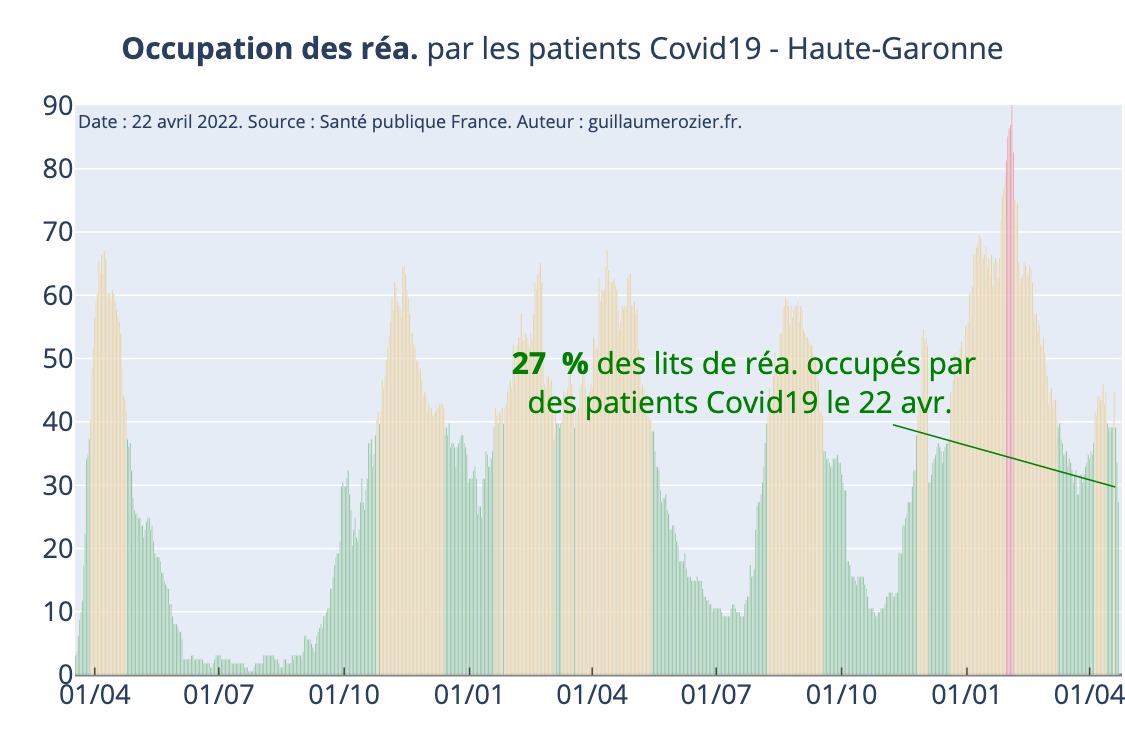 Occupation des réa. par les patients Covid19 - Haute-Garonne
90
Date : 22 avril 2022. Source : Santé publique France. Auteur : guillaumerozier.fr.
80
70
60
50
27 % des lits de réa. occupés par
des patients Covid19 le 22 avr.
40
30
20
10
0
01/04 01/07 01/10 01/01 01/04 01/07 01/10 01/01 01/04